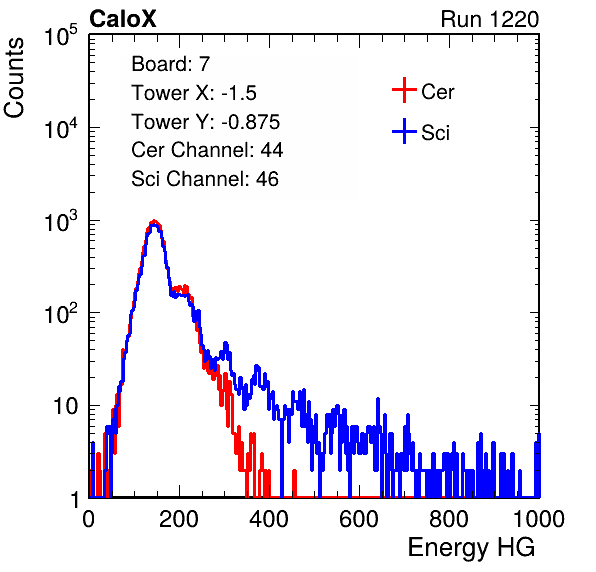 CaloX Run 1220
Counts
Board: 7
Tower X: -1.5
Tower Y: -0.875
Cer Channel: 44
Sci Channel: 46
Cer
Sci
10^5
10^4
10^3
10^2
10
1
0 200 400 600 800 1000
Energy HG